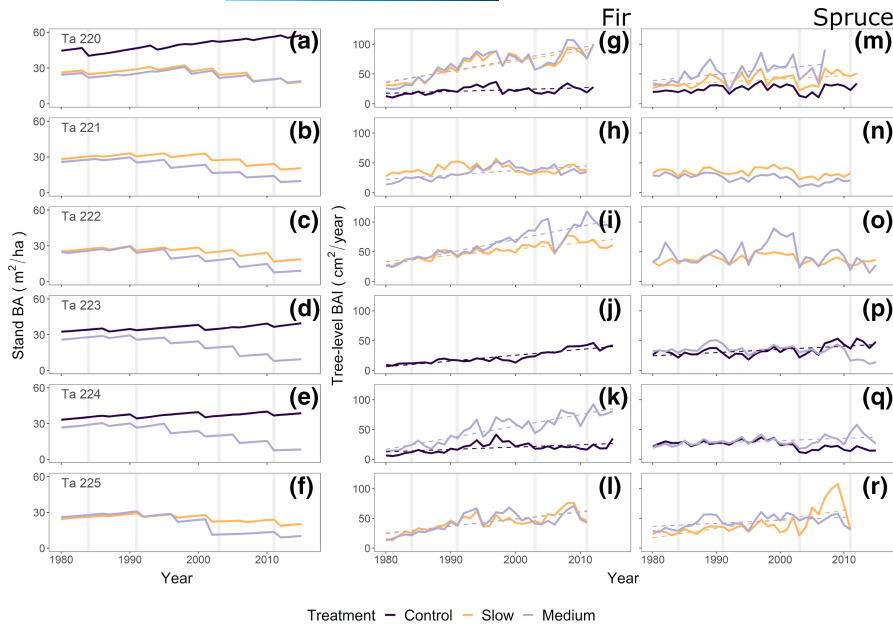 Fir
Spruce
Stand BA ( m²/ha )
Tree-level BAI ( cm²/year )
Ta 220
(a)
60
30
0
(g)
100
50
0
(m)
Ta 221
(b)
60
30
0
(h)
100
50
0
(n)
Ta 222
(c)
60
30
0
(i)
100
50
0
(o)
Ta 223
(d)
60
30
0
(j)
100
50
0
(p)
Ta 224
(e)
60
30
0
(k)
100
50
0
(q)
Ta 225
(f)
60
30
0
(l)
100
50
0
(r)
1980 1990 2000 2010
1980 1990 2000 2010
1980 1990 2000 2010
Year
Year
Treatment Control Slow Medium